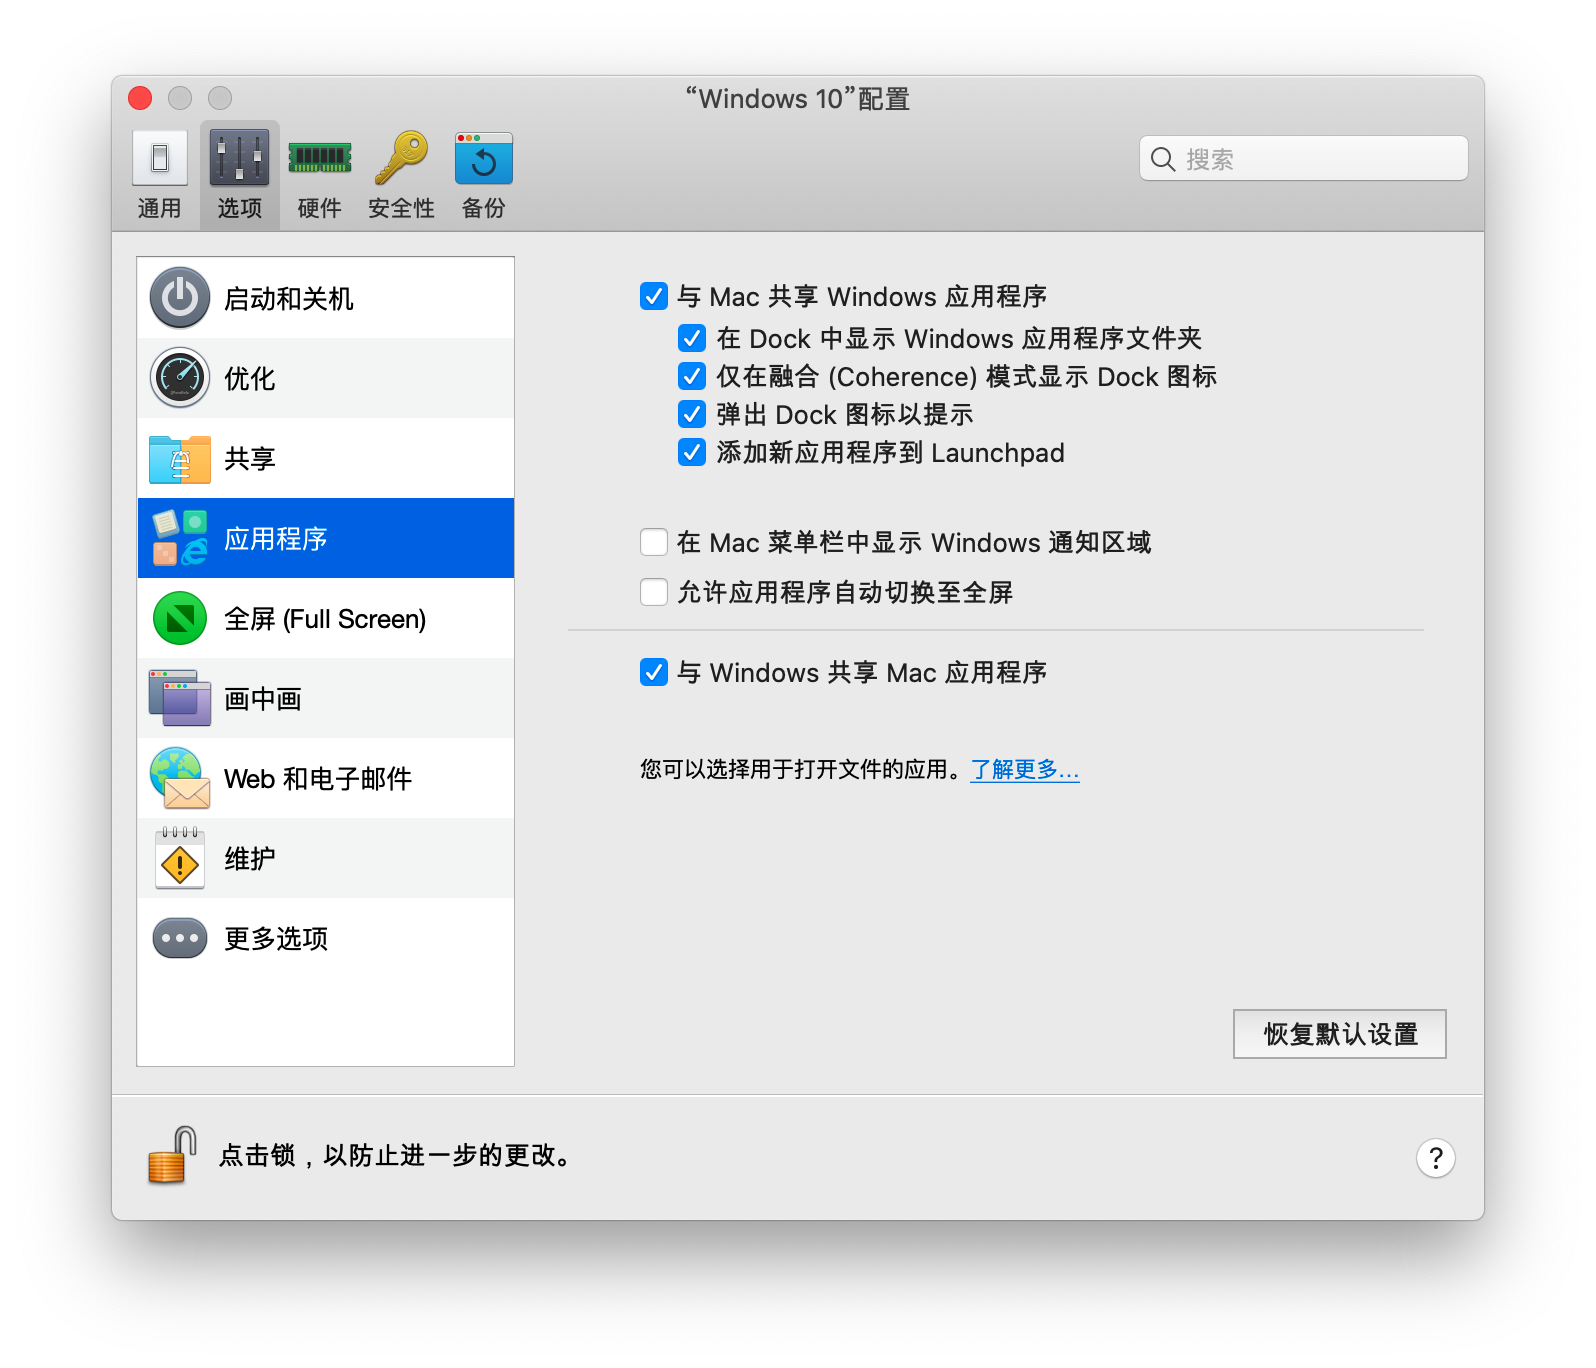 “Windows 10”配置
通用
选项
硬件
安全性
备份
搜索
启动和关机
优化
共享
应用程序
全屏 (Full Screen)
画中画
Web 和电子邮件
维护
更多选项
与 Mac 共享 Windows 应用程序
在 Dock 中显示 Windows 应用程序文件夹
仅在融合 (Coherence) 模式显示 Dock 图标
弹出 Dock 图标以提示
添加新应用程序到 Launchpad
在 Mac 菜单栏中显示 Windows 通知区域
允许应用程序自动切换至全屏
与 Windows 共享 Mac 应用程序
您可以选择用于打开文件的应用。了解更多...
恢复默认设置
点击锁，以防止进一步的更改。
?